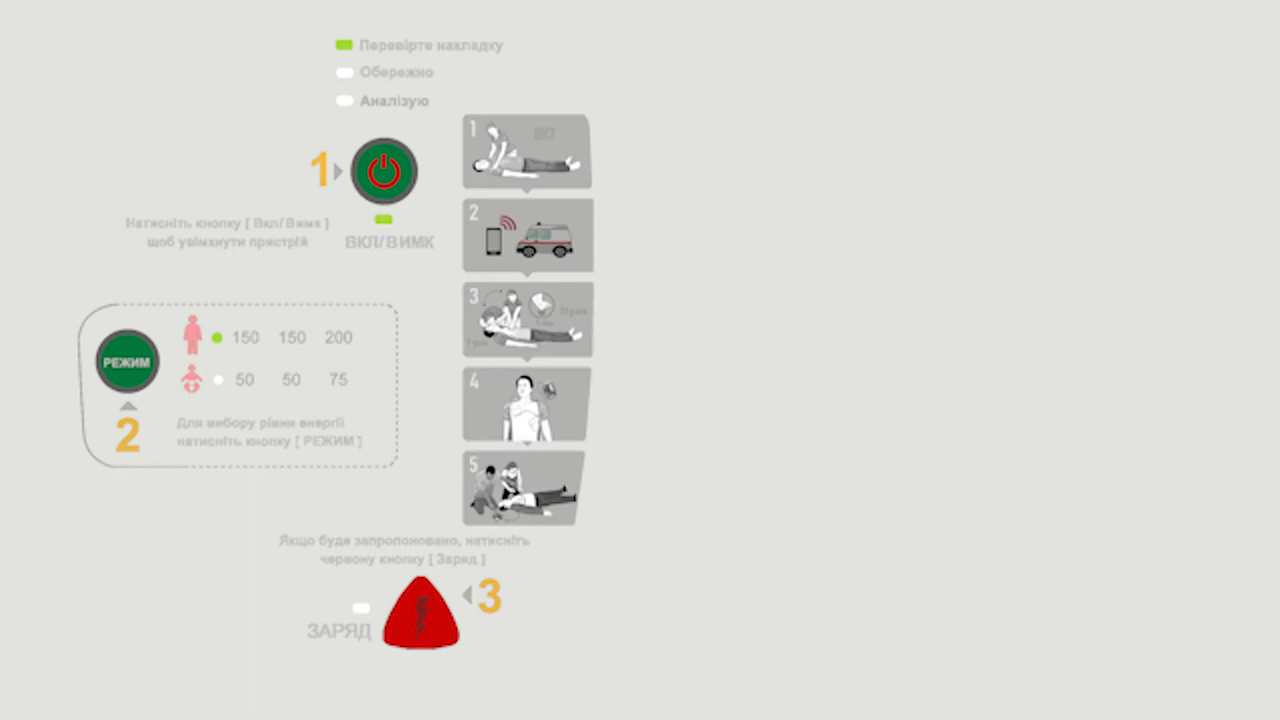 Перевірте накладку
Обережно
Аналізую
1
Натисніть кнопку [ Вкл/Вимк ]
щоб увімкнути пристрій
ВКЛ/ВИМК
1
2
3
4
5
РЕЖИМ
150 150 200
50 50 75
2
Для вибору рівня енергії
натисніть кнопку [ РЕЖИМ ]
Якщо буде запропоновано, натисніть
червону кнопку [ Заряд ]
3
ЗАРЯД